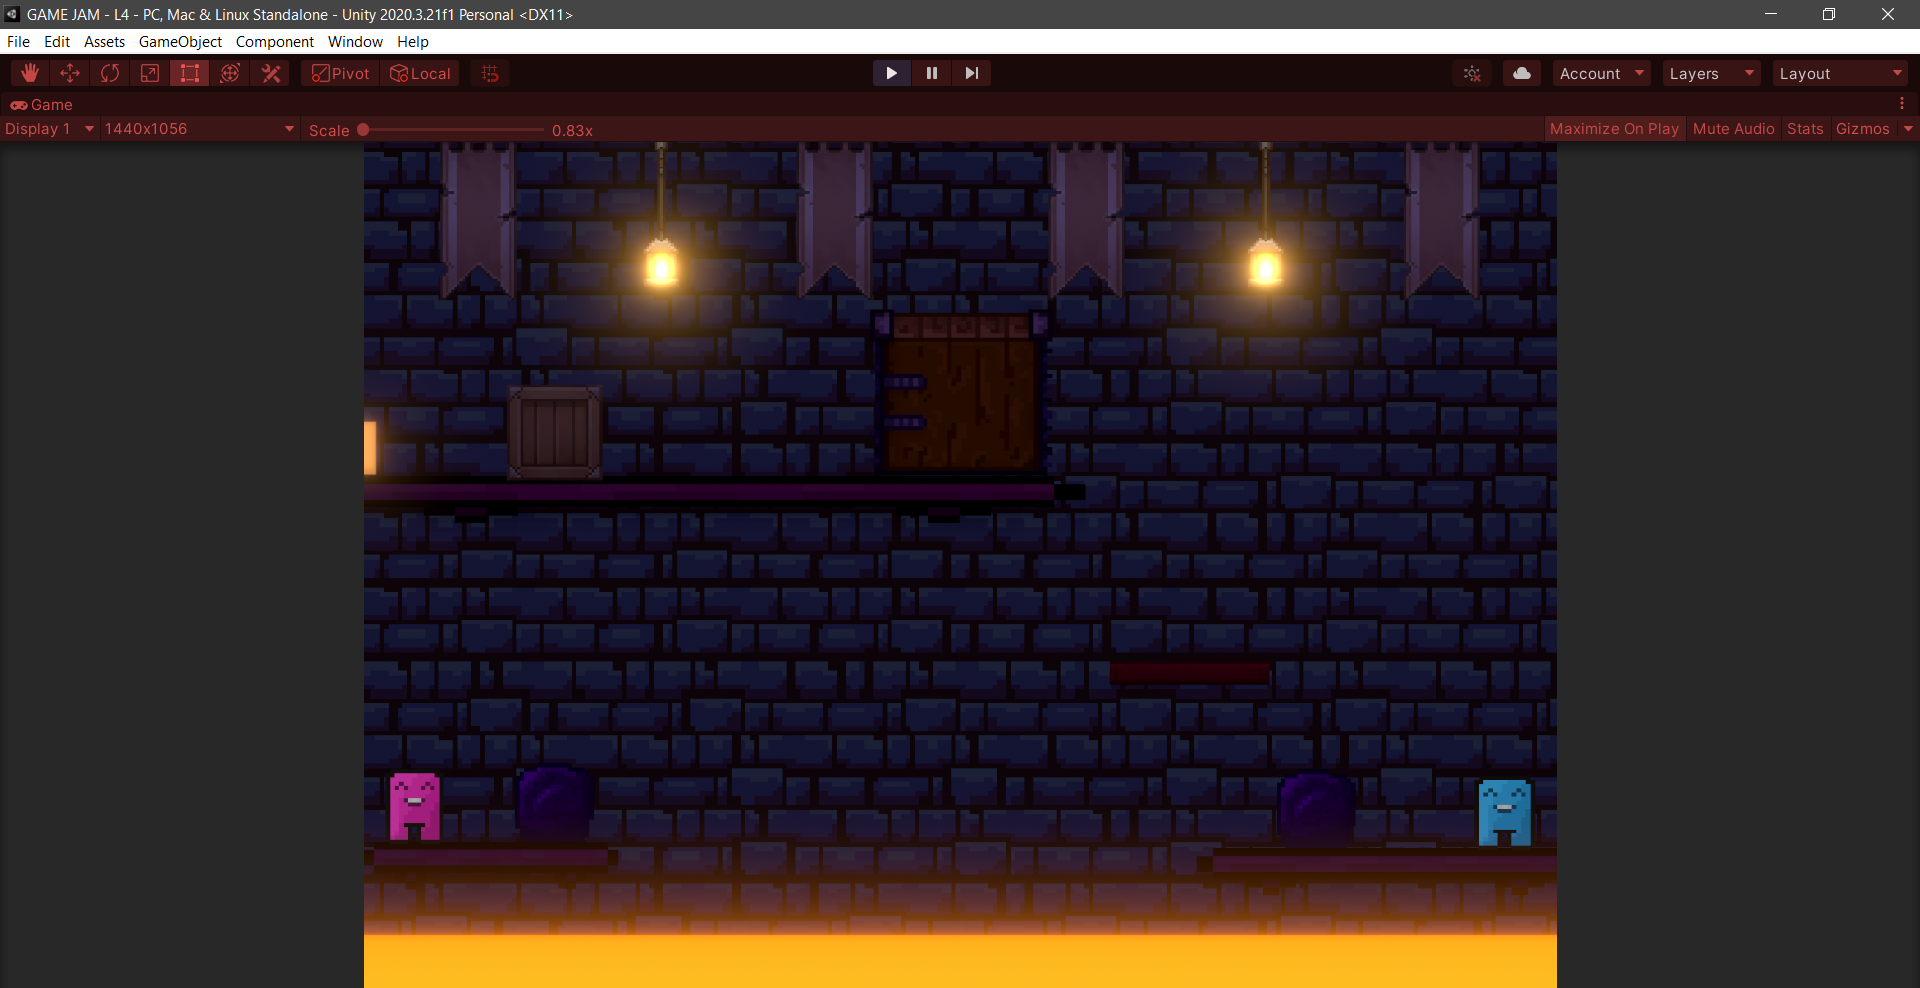 GAME JAM - L4 - PC, Mac & Linux Standalone - Unity 2020.3.21f1 Personal <DX11>
File Edit Assets GameObject Component Window Help
Pivot Local Account Layers Layout
Game
Display 1 1440x1056 Scale 0.83x Maximize On Play Mute Audio Stats Gizmos